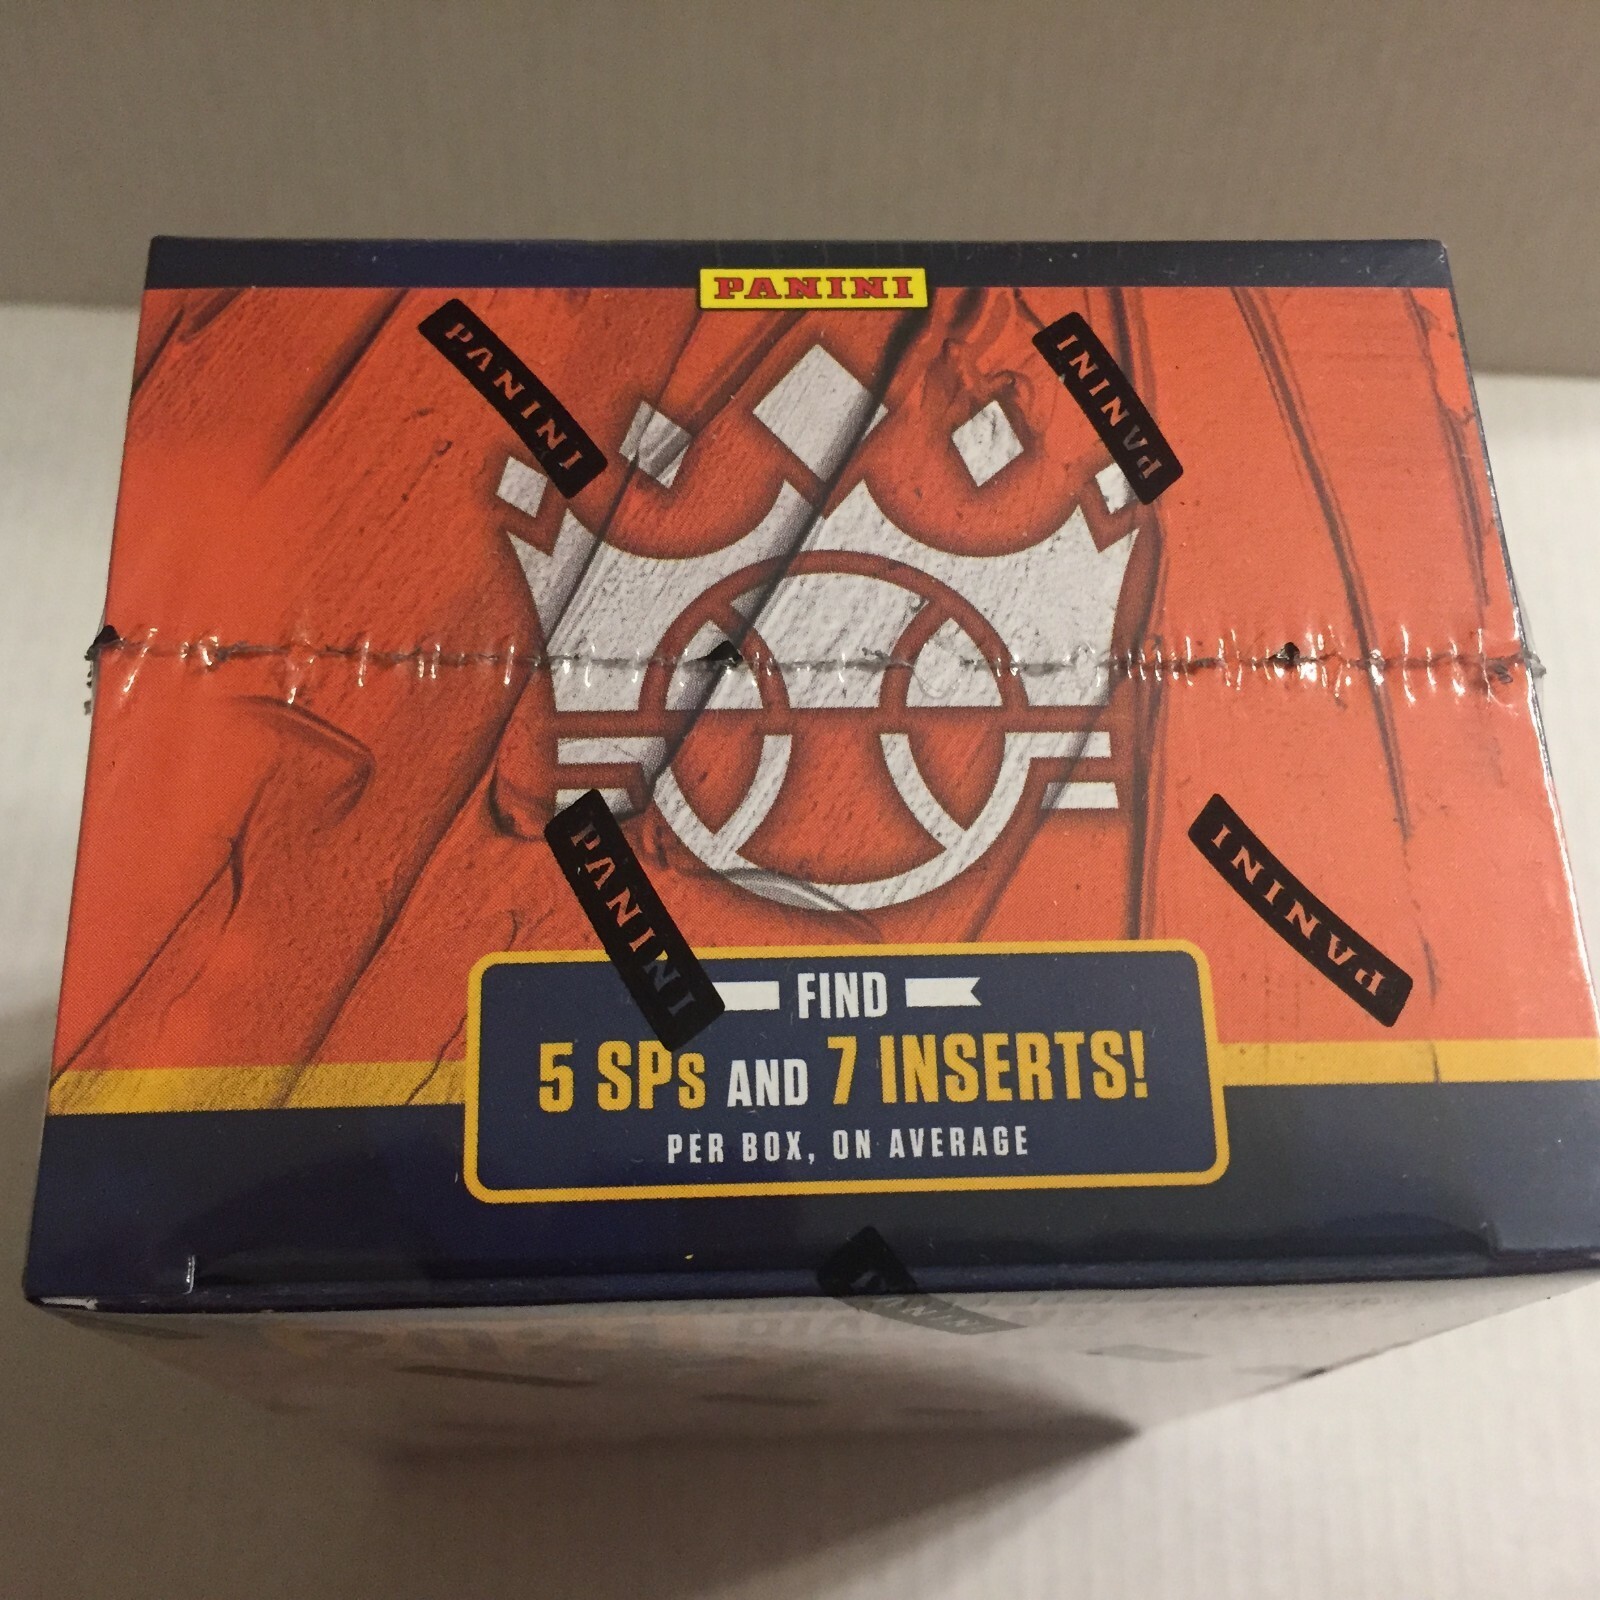 PANINI
PANINI
PANINI
PANINI
PANINI
FIND
5 SPs AND 7 INSERTS!
PER BOX, ON AVERAGE
PANINI